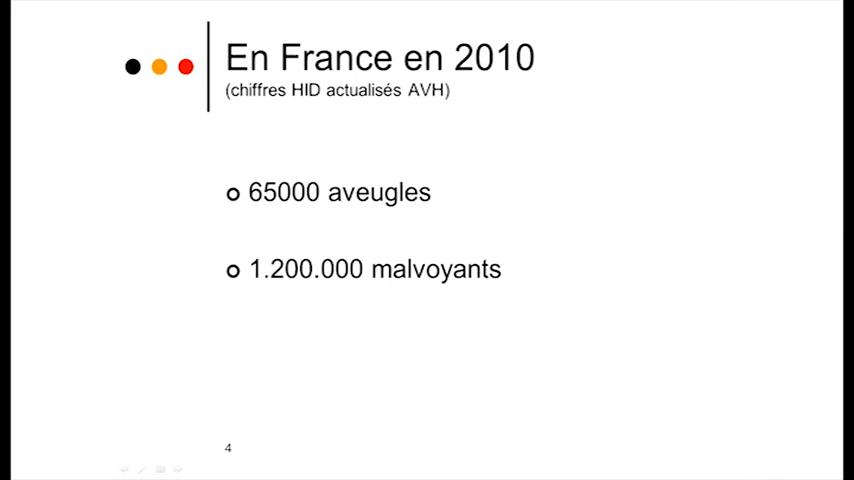 En France en 2010
(chiffres HID actualisés AVH)
65000 aveugles
1.200.000 malvoyants
4